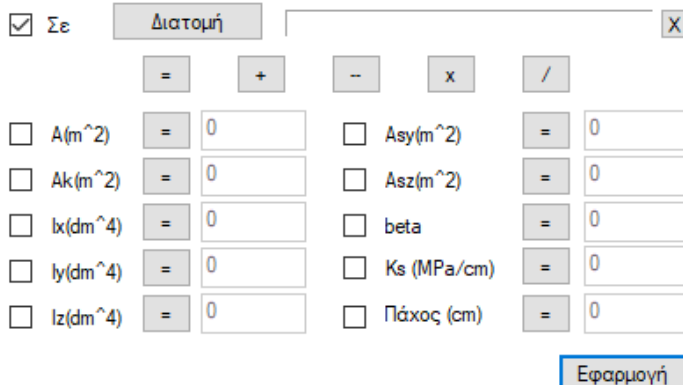 Σε Διατομή X
= + -- x /
A(m^2) = 0 Asy(m^2) = 0
Ak(m^2) = 0 Asz(m^2) = 0
Ix(dm^4) = 0 beta = 0
Iy(dm^4) = 0 Ks (MPa/cm) = 0
Iz(dm^4) = 0 Πάχος (cm) = 0
Εφαρμογή